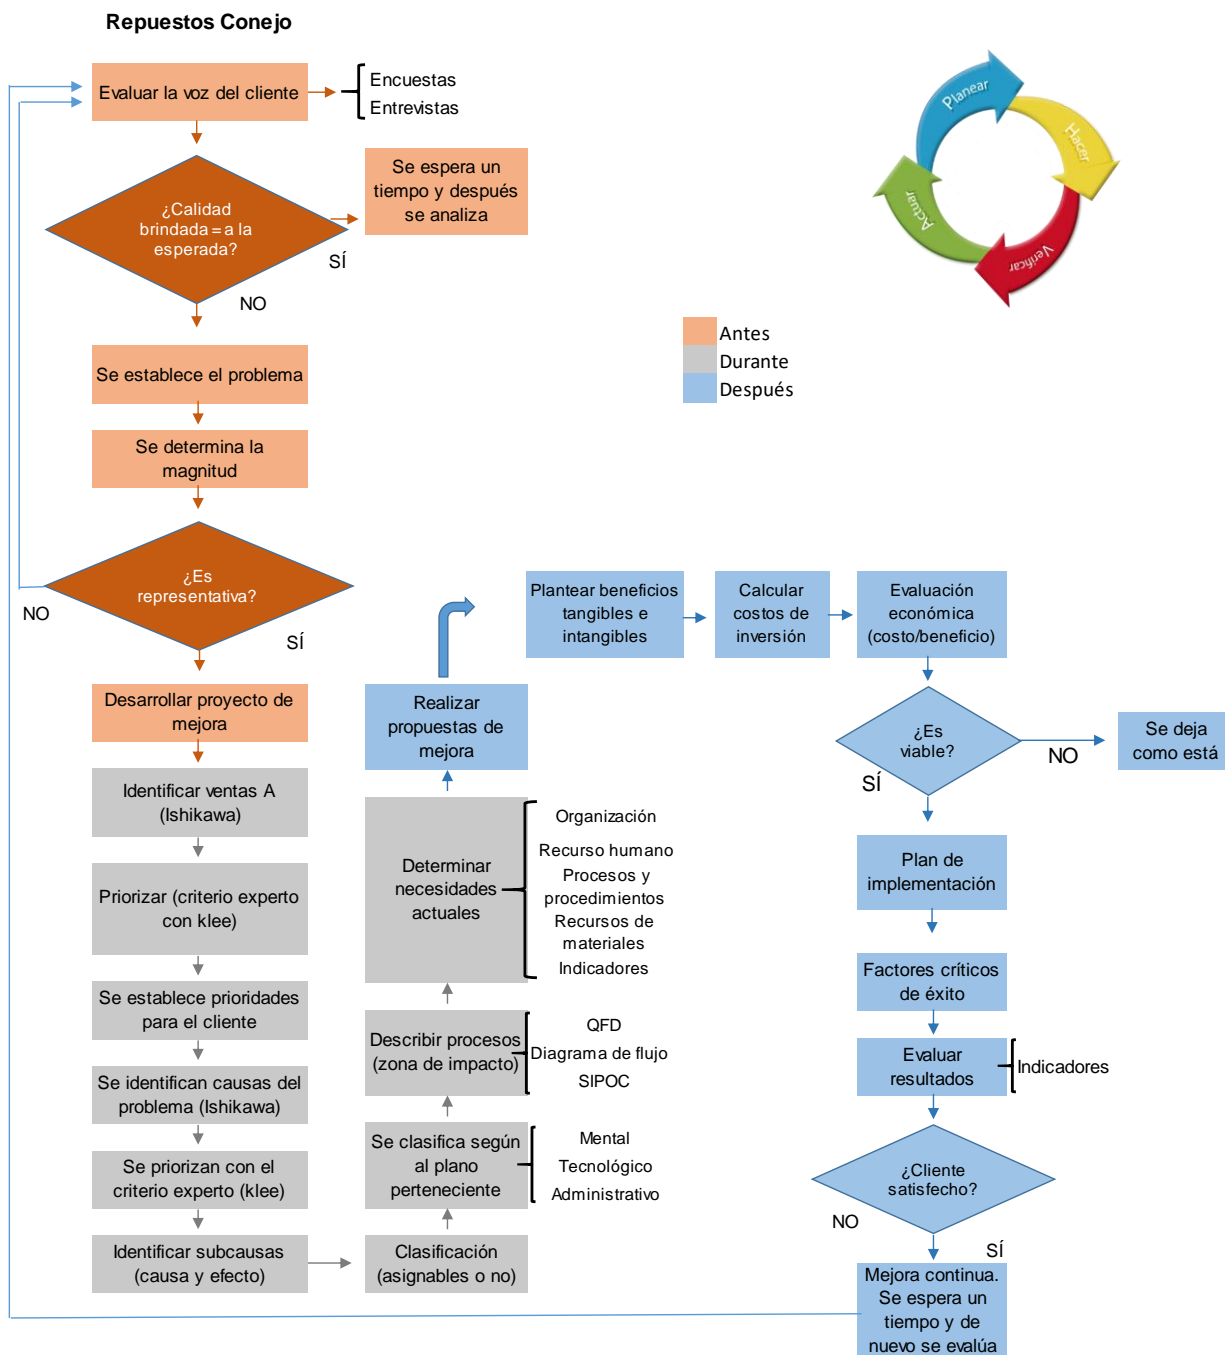 Repuestos Conejo
Evaluar la voz del cliente
Encuestas
Entrevistas
¿Calidad
brindada = a la
esperada?
SÍ
NO
Se espera un
tiempo y después
se analiza
Planear
Hacer
Verificar
Actuar
Antes
Durante
Después
Se establece el problema
Se determina la
magnitud
¿Es
representativa?
NO
SÍ
Desarrollar proyecto de
mejora
Identificar ventas A
(Ishikawa)
Priorizar (criterio experto
con klee)
Se establece prioridades
para el cliente
Se identifican causas del
problema (Ishikawa)
Se priorizan con el
criterio experto (klee)
Identificar subcausas
(causa y efecto)
Clasificación
(asignables o no)
Se clasifica según
al plano
perteneciente
Mental
Tecnológico
Administrativo
Describir procesos
(zona de impacto)
QFD
Diagrama de flujo
SIPOC
Determinar
necesidades
actuales
Organización
Recurso humano
Procesos y
procedimientos
Recursos de
materiales
Indicadores
Realizar
propuestas de
mejora
Plantear beneficios
tangibles e
intangibles
Calcular
costos de
inversión
Evaluación
económica
(costo/beneficio)
¿Es
viable?
NO
SÍ
Se deja
como está
Plan de
implementación
Factores críticos
de éxito
Evaluar
resultados
Indicadores
¿Cliente
satisfecho?
NO
SÍ
Mejora continua.
Se espera un
tiempo y de
nuevo se evalúa